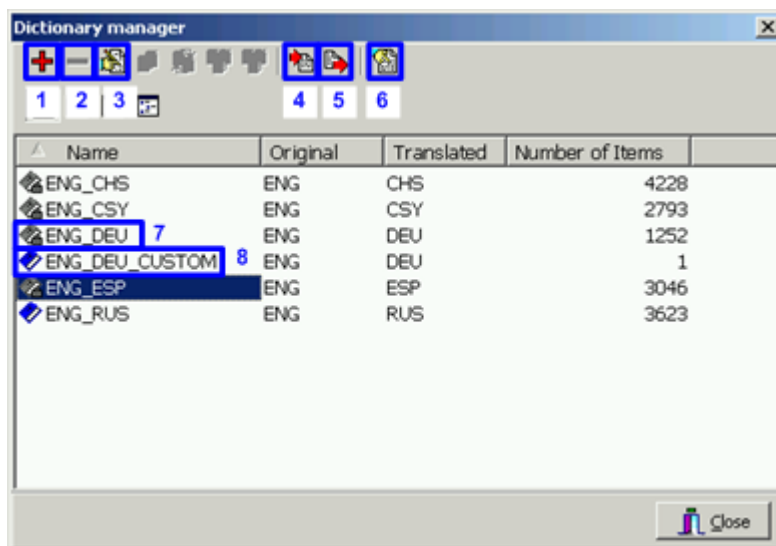 Dictionary manager
1 2 3 4 5 6
Name Original Translated Number of Items
ENG_CHS ENG CHS 4228
ENG_CSY ENG CSY 2793
ENG_DEU 7 ENG DEU 1252
ENG_DEU_CUSTOM 8 ENG DEU 1
ENG_ESP ENG ESP 3046
ENG_RUS ENG RUS 3623
Close